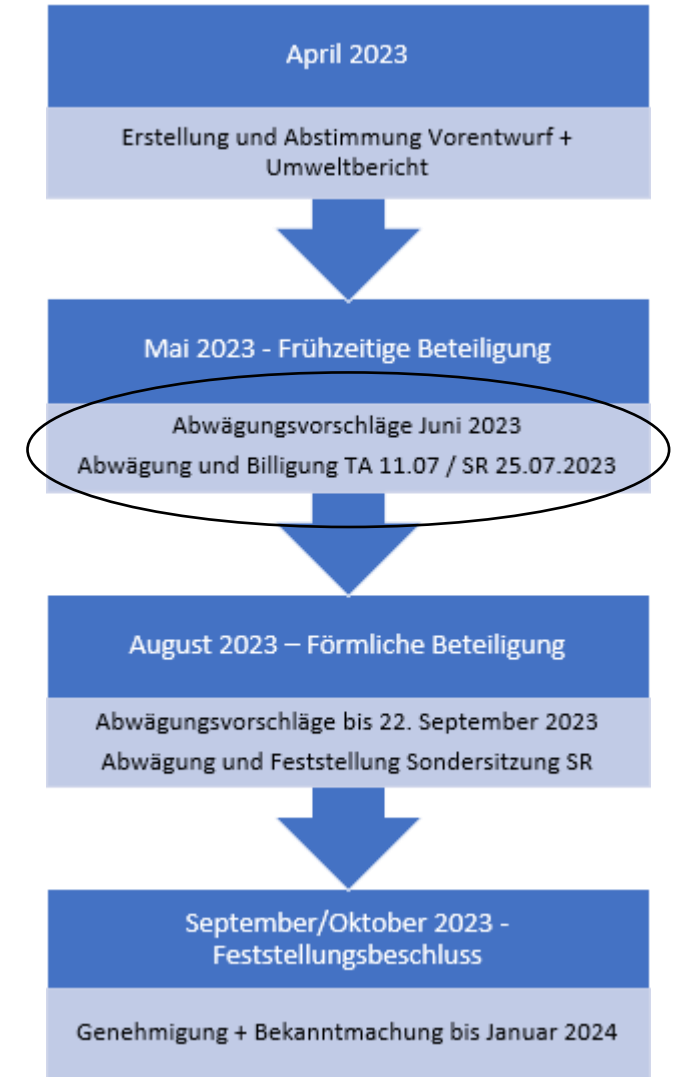 April 2023
Erstellung und Abstimmung Vorentwurf +
Umweltbericht
Mai 2023 - Frühzeitige Beteiligung
Abwägungsvorschläge Juni 2023
Abwägung und Billigung TA 11.07 / SR 25.07.2023
August 2023 – Förmliche Beteiligung
Abwägungsvorschläge bis 22. September 2023
Abwägung und Feststellung Sondersitzung SR
September/Oktober 2023 -
Feststellungsbeschluss
Genehmigung + Bekanntmachung bis Januar 2024